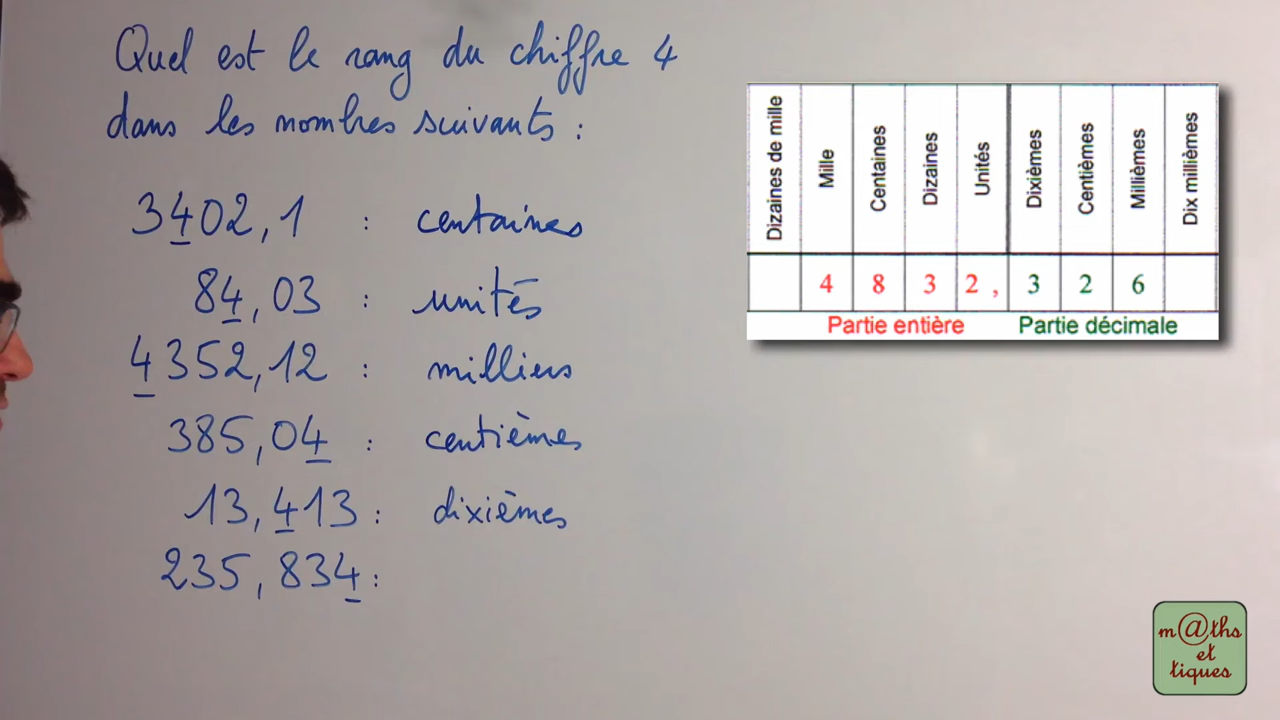 Quel est le rang du chiffre 4
dans les nombres suivants :
3402,1 : centaines
84,03 : unités
4352,12 : milliers
385,04 : centièmes
13,413 : dixièmes
235,834 :
Dizaines de mille
Mille
Centaines
Dizaines
Unités
Dixièmes
Centièmes
Millièmes
Dix millièmes
4 8 3 2 , 3 2 6
Partie entière Partie décimale
m@ths
et
tiques